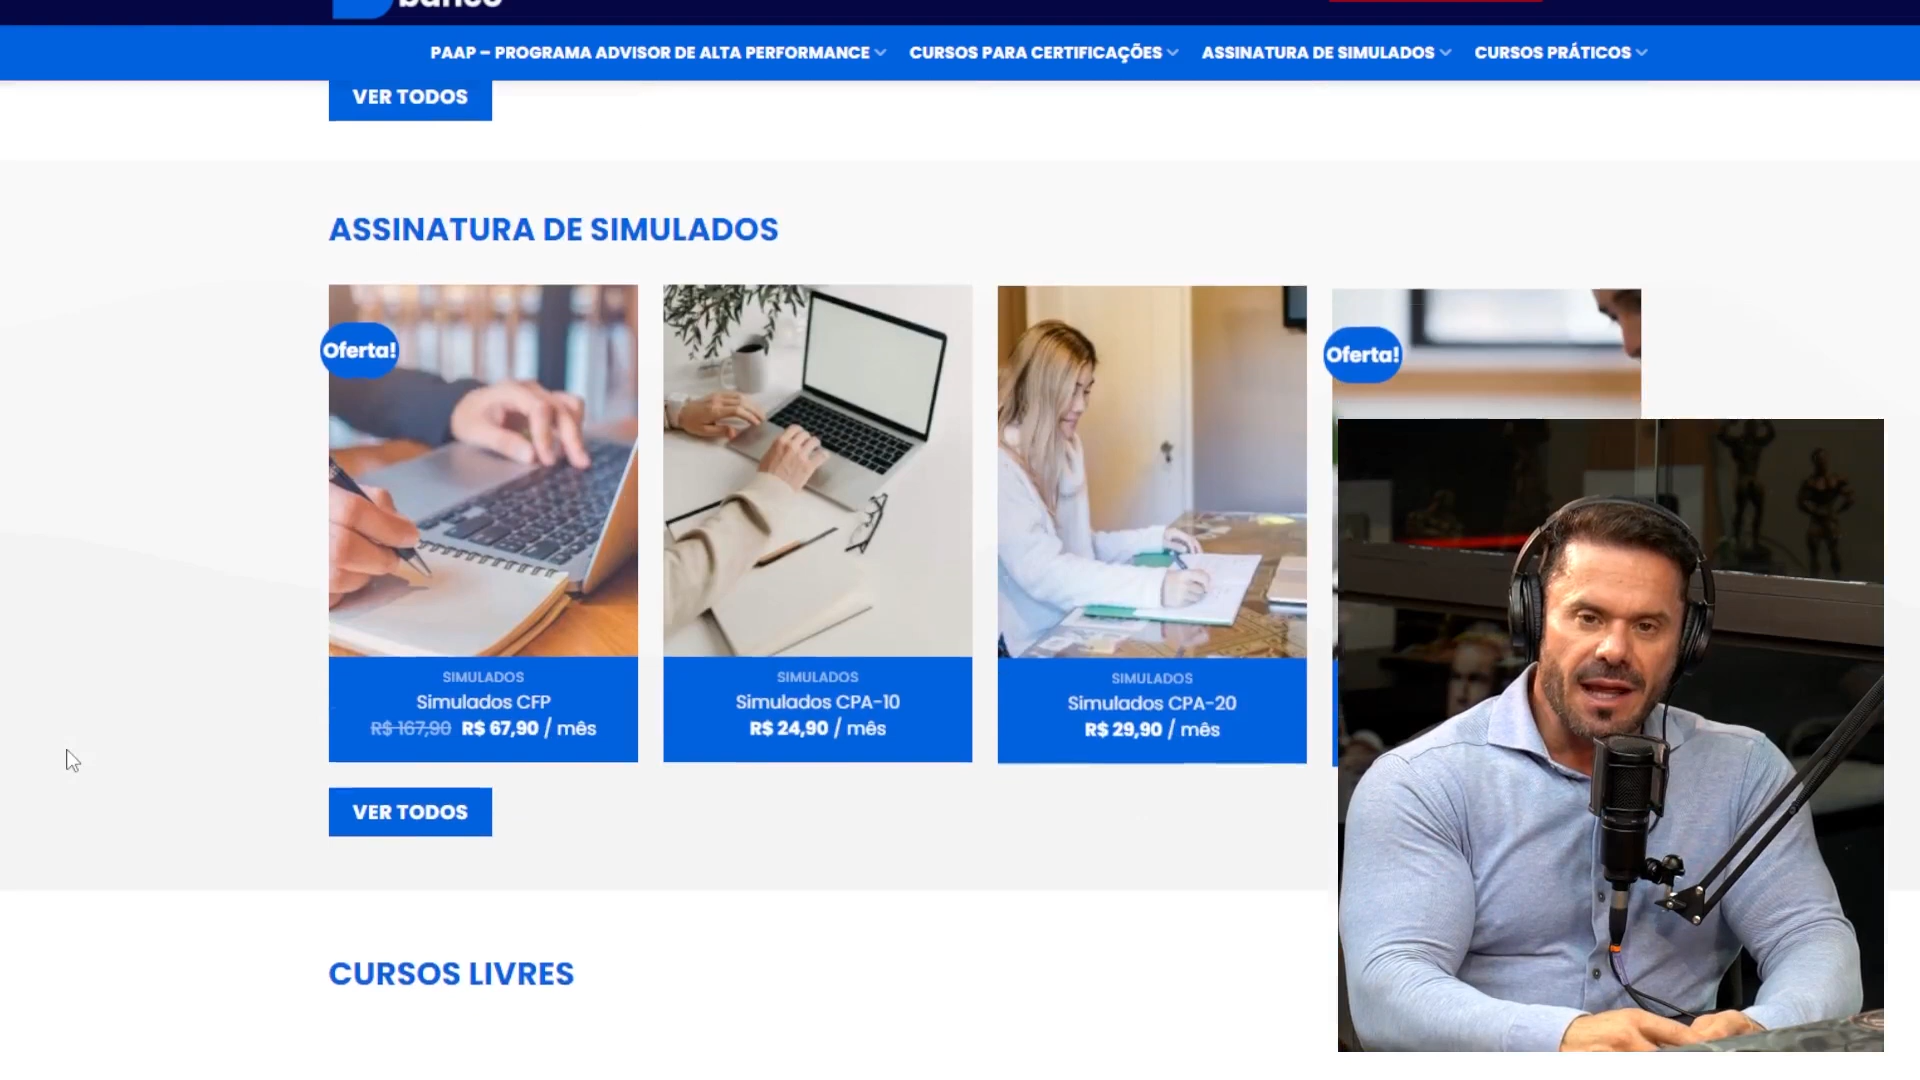 banco
PAAP – PROGRAMA ADVISOR DE ALTA PERFORMANCE
CURSOS PARA CERTIFICAÇÕES
ASSINATURA DE SIMULADOS
CURSOS PRÁTICOS
VER TODOS
ASSINATURA DE SIMULADOS
Oferta!
Oferta!
SIMULADOS
Simulados CFP
R$ 167,90 R$ 67,90 / mês
SIMULADOS
Simulados CPA-10
R$ 24,90 / mês
SIMULADOS
Simulados CPA-20
R$ 29,90 / mês
VER TODOS
CURSOS LIVRES